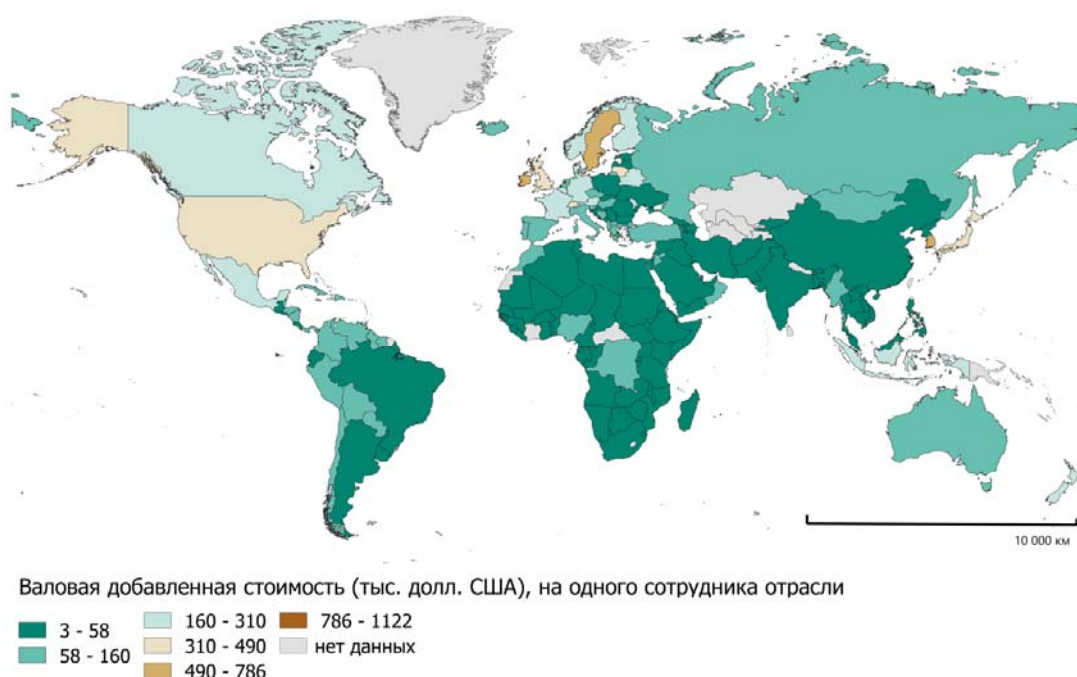 10 000 км
Валовая добавленная стоимость (тыс. долл. США), на одного сотрудника отрасли
3 - 58
58 - 160
160 - 310
310 - 490
490 - 786
786 - 1122
нет данных